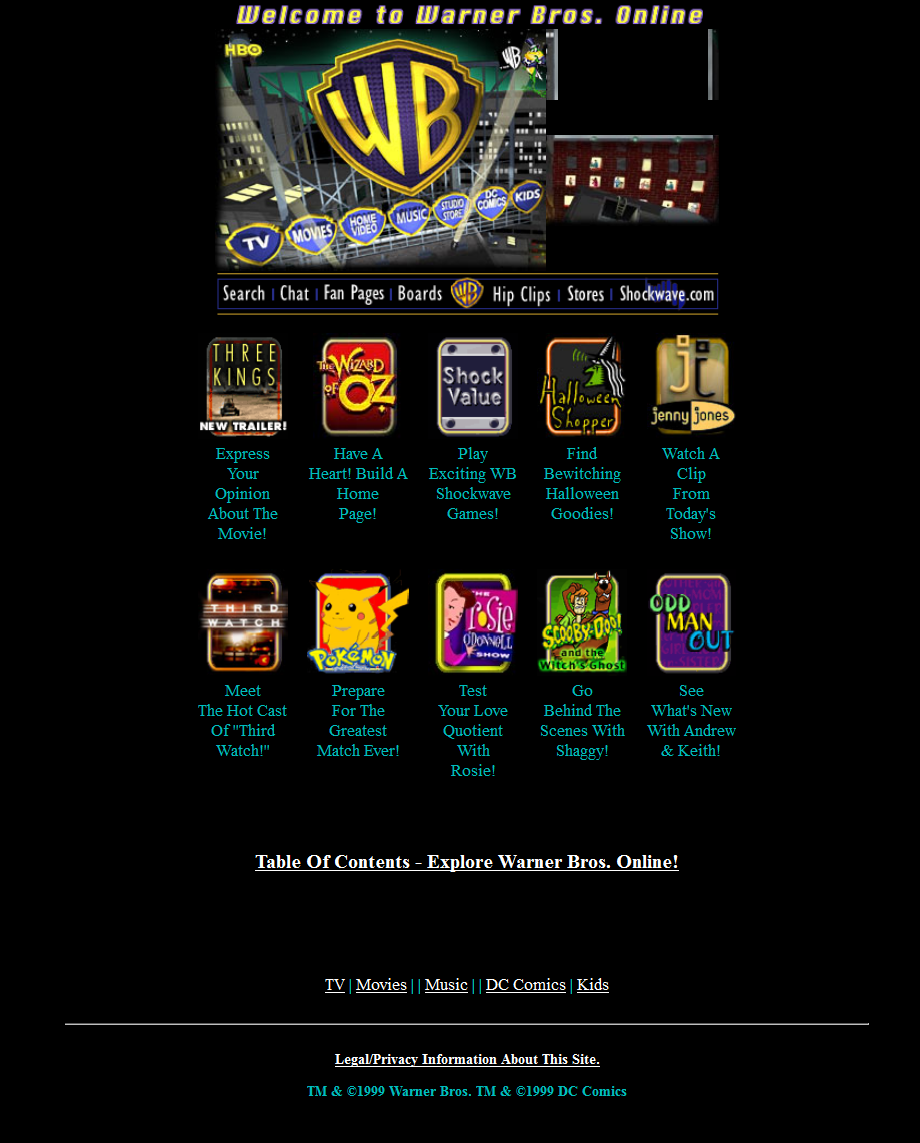 Welcome to Warner Bros. Online
HBO
WB
WB
TV
MOVIES
HOME
VIDEO
MUSIC
STUDIO
STORE
DC
COMICS
KIDS
Search | Chat | Fan Pages | Boards WB Hip Clips | Stores | Shockwave.com
THREE
KINGS
NEW TRAILER!
THE WIZARD
OF OZ
Shock
Value
Halloween
Shopper
jt
jenny jones
Express
Your
Opinion
About The
Movie!
Have A
Heart! Build A
Home
Page!
Play
Exciting WB
Shockwave
Games!
Find
Bewitching
Halloween
Goodies!
Watch A
Clip
From
Today's
Show!
THIRD
WATCH
POKéMON
THE
rosie
O'DONNELL
SHOW
SCOOBY-DOO!
and the
Witch's Ghost
ODD
MAN
OUT
Meet
The Hot Cast
Of "Third
Watch!"
Prepare
For The
Greatest
Match Ever!
Test
Your Love
Quotient
With
Rosie!
Go
Behind The
Scenes With
Shaggy!
See
What's New
With Andrew
& Keith!
Table Of Contents - Explore Warner Bros. Online!
TV | Movies | | Music | | DC Comics | Kids
Legal/Privacy Information About This Site.
TM & ©1999 Warner Bros. TM & ©1999 DC Comics